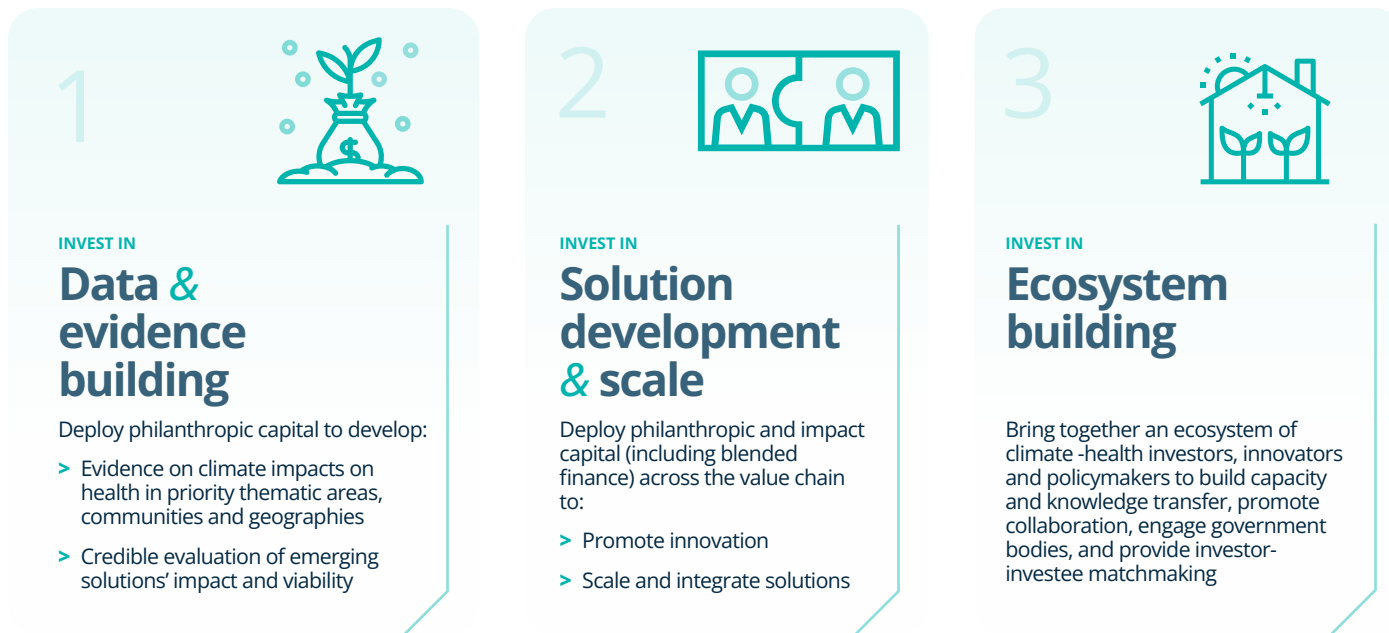 1
INVEST IN
Data &
evidence
building
Deploy philanthropic capital to develop:
> Evidence on climate impacts on
health in priority thematic areas,
communities and geographies
> Credible evaluation of emerging
solutions’ impact and viability
2
INVEST IN
Solution
development
& scale
Deploy philanthropic and impact
capital (including blended
finance) across the value chain
to:
> Promote innovation
> Scale and integrate solutions
3
INVEST IN
Ecosystem
building
Bring together an ecosystem of
climate -health investors, innovators
and policymakers to build capacity
and knowledge transfer, promote
collaboration, engage government
bodies, and provide investor-
investee matchmaking